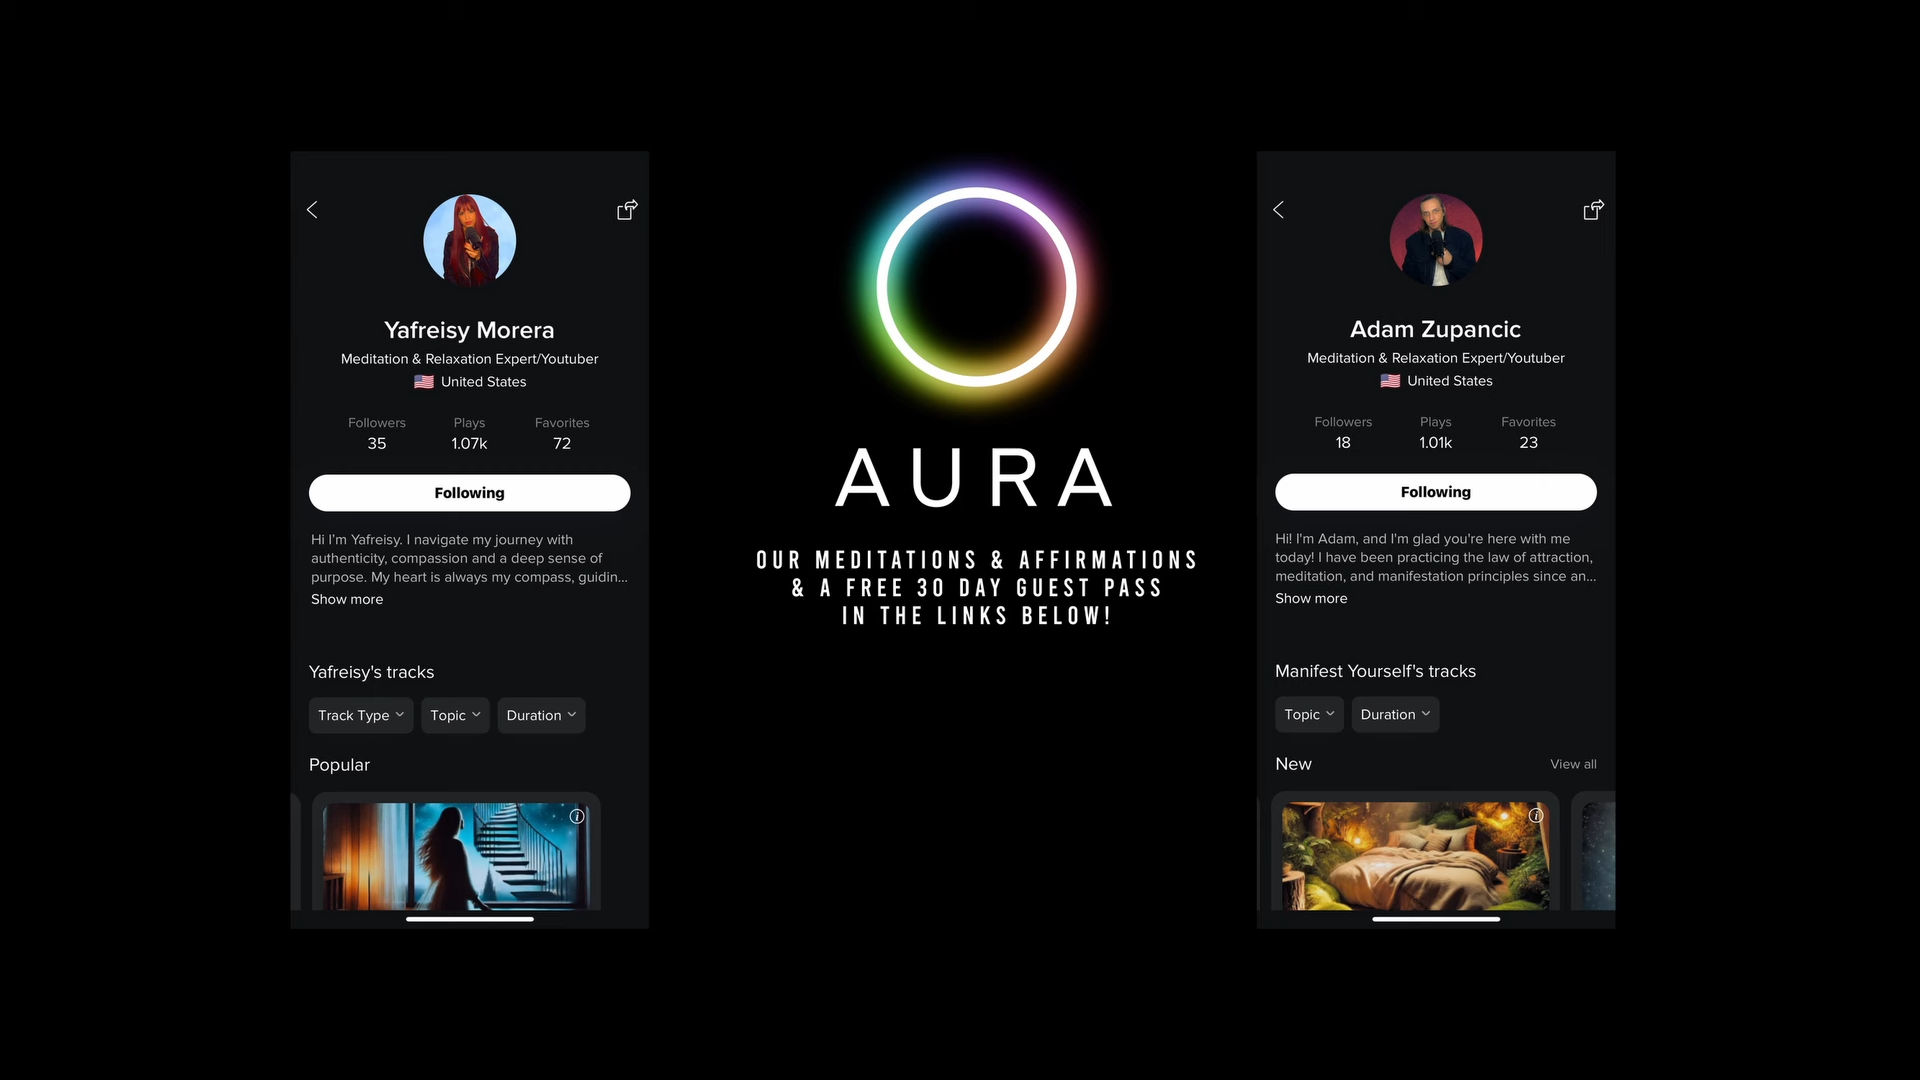 Yafreisy Morera
Meditation & Relaxation Expert/Youtuber
United States
Followers Plays Favorites
35 1.07k 72
Following
Hi I'm Yafreisy. I navigate my journey with
authenticity, compassion and a deep sense of
purpose. My heart is always my compass, guidin...
Show more
Yafreisy's tracks
Track Type Topic Duration
Popular
AURA
OUR MEDITATIONS & AFFIRMATIONS
& A FREE 30 DAY GUEST PASS
IN THE LINKS BELOW!
Adam Zupancic
Meditation & Relaxation Expert/Youtuber
United States
Followers Plays Favorites
18 1.01k 23
Following
Hi! I'm Adam, and I'm glad you're here with me
today! I have been practicing the law of attraction,
meditation, and manifestation principles since an...
Show more
Manifest Yourself's tracks
Topic Duration
New View all